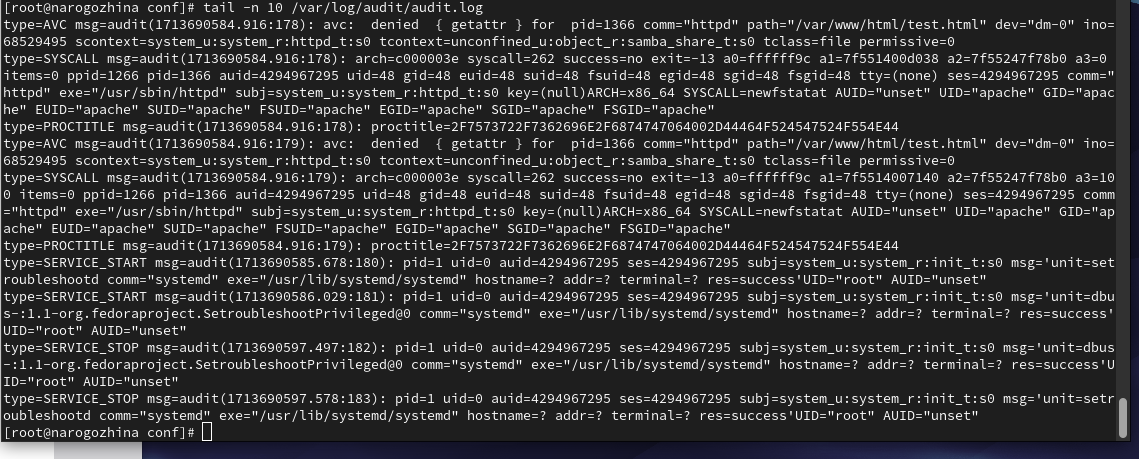 [root@narogozhina conf]# tail -n 10 /var/log/audit/audit.log
type=AVC msg=audit(1713690584.916:178): avc:  denied  { getattr } for  pid=1366 comm="httpd" path="/var/www/html/test.html" dev="dm-0" ino=
68529495 scontext=system_u:system_r:httpd_t:s0 tcontext=unconfined_u:object_r:samba_share_t:s0 tclass=file permissive=0
type=SYSCALL msg=audit(1713690584.916:178): arch=c000003e syscall=262 success=no exit=-13 a0=ffffff9c a1=7f551400d038 a2=7f55247f78b0 a3=0
items=0 ppid=1266 pid=1366 auid=4294967295 uid=48 gid=48 euid=48 suid=48 fsuid=48 egid=48 sgid=48 fsgid=48 tty=(none) ses=4294967295 comm="
httpd" exe="/usr/sbin/httpd" subj=system_u:system_r:httpd_t:s0 key=(null)ARCH=x86_64 SYSCALL=newfstatat AUID="unset" UID="apache" GID="apac
he" EUID="apache" SUID="apache" FSUID="apache" EGID="apache" SGID="apache" FSGID="apache"
type=PROCTITLE msg=audit(1713690584.916:178): proctitle=2F7573722F7362696E2F6874747064002D44464F524547524F554E44
type=AVC msg=audit(1713690584.916:179): avc:  denied  { getattr } for  pid=1366 comm="httpd" path="/var/www/html/test.html" dev="dm-0" ino=
68529495 scontext=system_u:system_r:httpd_t:s0 tcontext=unconfined_u:object_r:samba_share_t:s0 tclass=file permissive=0
type=SYSCALL msg=audit(1713690584.916:179): arch=c000003e syscall=262 success=no exit=-13 a0=ffffff9c a1=7f5514007140 a2=7f55247f78b0 a3=10
0 items=0 ppid=1266 pid=1366 auid=4294967295 uid=48 gid=48 euid=48 suid=48 fsuid=48 egid=48 sgid=48 fsgid=48 tty=(none) ses=4294967295 comm
="httpd" exe="/usr/sbin/httpd" subj=system_u:system_r:httpd_t:s0 key=(null)ARCH=x86_64 SYSCALL=newfstatat AUID="unset" UID="apache" GID="ap
ache" EUID="apache" SUID="apache" FSUID="apache" EGID="apache" SGID="apache" FSGID="apache"
type=PROCTITLE msg=audit(1713690584.916:179): proctitle=2F7573722F7362696E2F6874747064002D44464F524547524F554E44
type=SERVICE_START msg=audit(1713690585.678:180): pid=1 uid=0 auid=4294967295 ses=4294967295 subj=system_u:system_r:init_t:s0 msg='unit=set
roubleshootd comm="systemd" exe="/usr/lib/systemd/systemd" hostname=? addr=? terminal=? res=success'UID="root" AUID="unset"
type=SERVICE_START msg=audit(1713690586.029:181): pid=1 uid=0 auid=4294967295 ses=4294967295 subj=system_u:system_r:init_t:s0 msg='unit=dbu
s-:1.1-org.fedoraproject.SetroubleshootPrivileged@0 comm="systemd" exe="/usr/lib/systemd/systemd" hostname=? addr=? terminal=? res=success'
UID="root" AUID="unset"
type=SERVICE_STOP msg=audit(1713690597.497:182): pid=1 uid=0 auid=4294967295 ses=4294967295 subj=system_u:system_r:init_t:s0 msg='unit=dbus
-:1.1-org.fedoraproject.SetroubleshootPrivileged@0 comm="systemd" exe="/usr/lib/systemd/systemd" hostname=? addr=? terminal=? res=success'U
ID="root" AUID="unset"
type=SERVICE_STOP msg=audit(1713690597.578:183): pid=1 uid=0 auid=4294967295 ses=4294967295 subj=system_u:system_r:init_t:s0 msg='unit=setr
oubleshootd comm="systemd" exe="/usr/lib/systemd/systemd" hostname=? addr=? terminal=? res=success'UID="root" AUID="unset"
[root@narogozhina conf]#